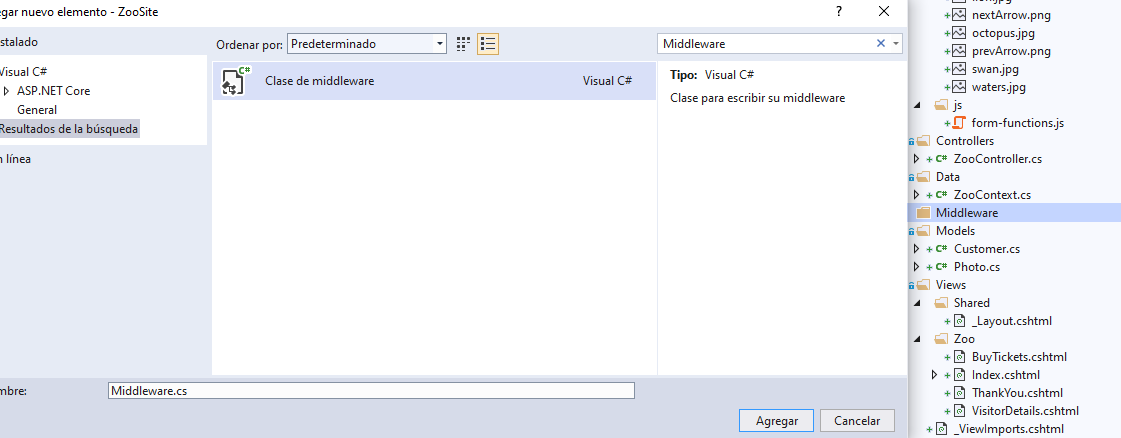 egar nuevo elemento - ZooSite
? ×
nstalado
Visual C#
ASP.NET Core
General
Resultados de la búsqueda
n línea
Ordenar por: Predeterminado
C#
Clase de middleware Visual C#
Middleware
Tipo: Visual C#
Clase para escribir su middleware
mbre: Middleware.cs
Agregar Cancelar
nextArrow.png
octopus.jpg
prevArrow.png
swan.jpg
waters.jpg
js
form-functions.js
Controllers
C# ZooController.cs
Data
C# ZooContext.cs
Middleware
Models
C# Customer.cs
C# Photo.cs
Views
Shared
_Layout.cshtml
Zoo
BuyTickets.cshtml
Index.cshtml
ThankYou.cshtml
VisitorDetails.cshtml
_ViewImports.cshtml